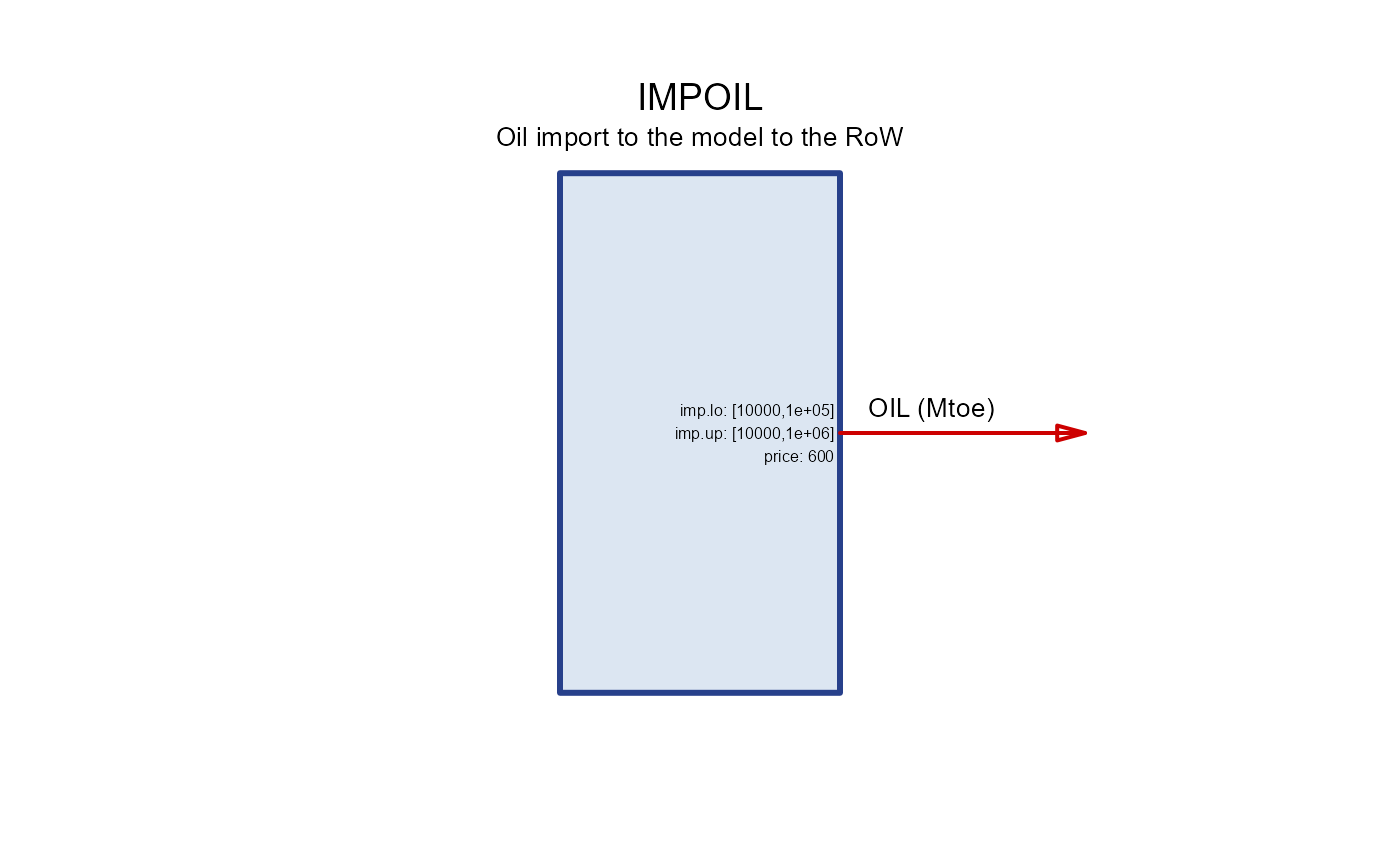 IMPOIL
Oil import to the model to the RoW
imp.lo: [10000,1e+05]
imp.up: [10000,1e+06]
price: 600
OIL (Mtoe)